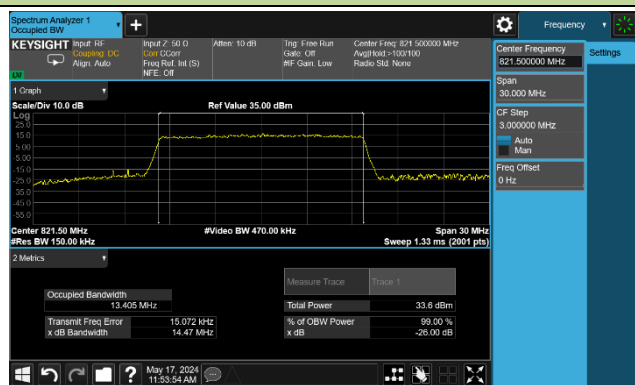 Spectrum Analyzer 1
Occupied BW
Frequency
KEYSIGHT
Input: RF
Coupling: DC
Align: Auto
Input Z: 50 Ω
Corr CCorr
Freq Ref: Int (S)
NFE: Off
Atten: 10 dB
Trig: Free Run
Gate: Off
#IF Gain: Low
Center Freq: 821.500000 MHz
Avg|Hold:>100/100
Radio Std: None
LXI
Center Frequency
821.500000 MHz
Settings
Span
30.000 MHz
CF Step
3.000000 MHz
Auto
Man
Freq Offset
0 Hz
1 Graph
Scale/Div 10.0 dB
Ref Value 35.00 dBm
Log
25.0
15.0
5.00
-5.00
-15.0
-25.0
-35.0
-45.0
-55.0
Center 821.50 MHz
#Video BW 470.00 kHz
Span 30 MHz
#Res BW 150.00 kHz
Sweep 1.33 ms (2001 pts)
2 Metrics
Measure Trace
Trace 1
Occupied Bandwidth
13.405 MHz
Total Power
33.6 dBm
Transmit Freq Error
15.072 kHz
% of OBW Power
99.00 %
x dB Bandwidth
14.47 MHz
x dB
-26.00 dB
?
May 17, 2024
11:53:54 AM